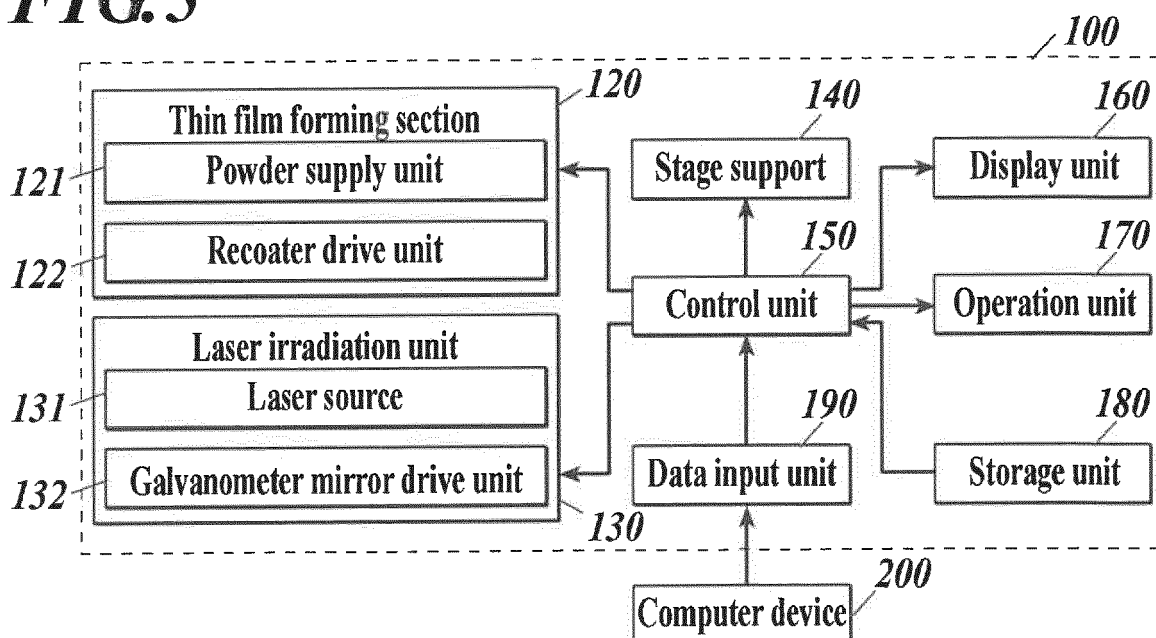 FIG.
100
120
140
160
Thin film forming section
121
Powder supply unit
Stage support
Display unit
122
Recoater drive unit
150
170
Control unit
Operation unit
Laser irradiation unit
131
Laser source
190
180
132
Galvanometer mirror drive unit
Data input unit
Storage unit
130
200
Computer device